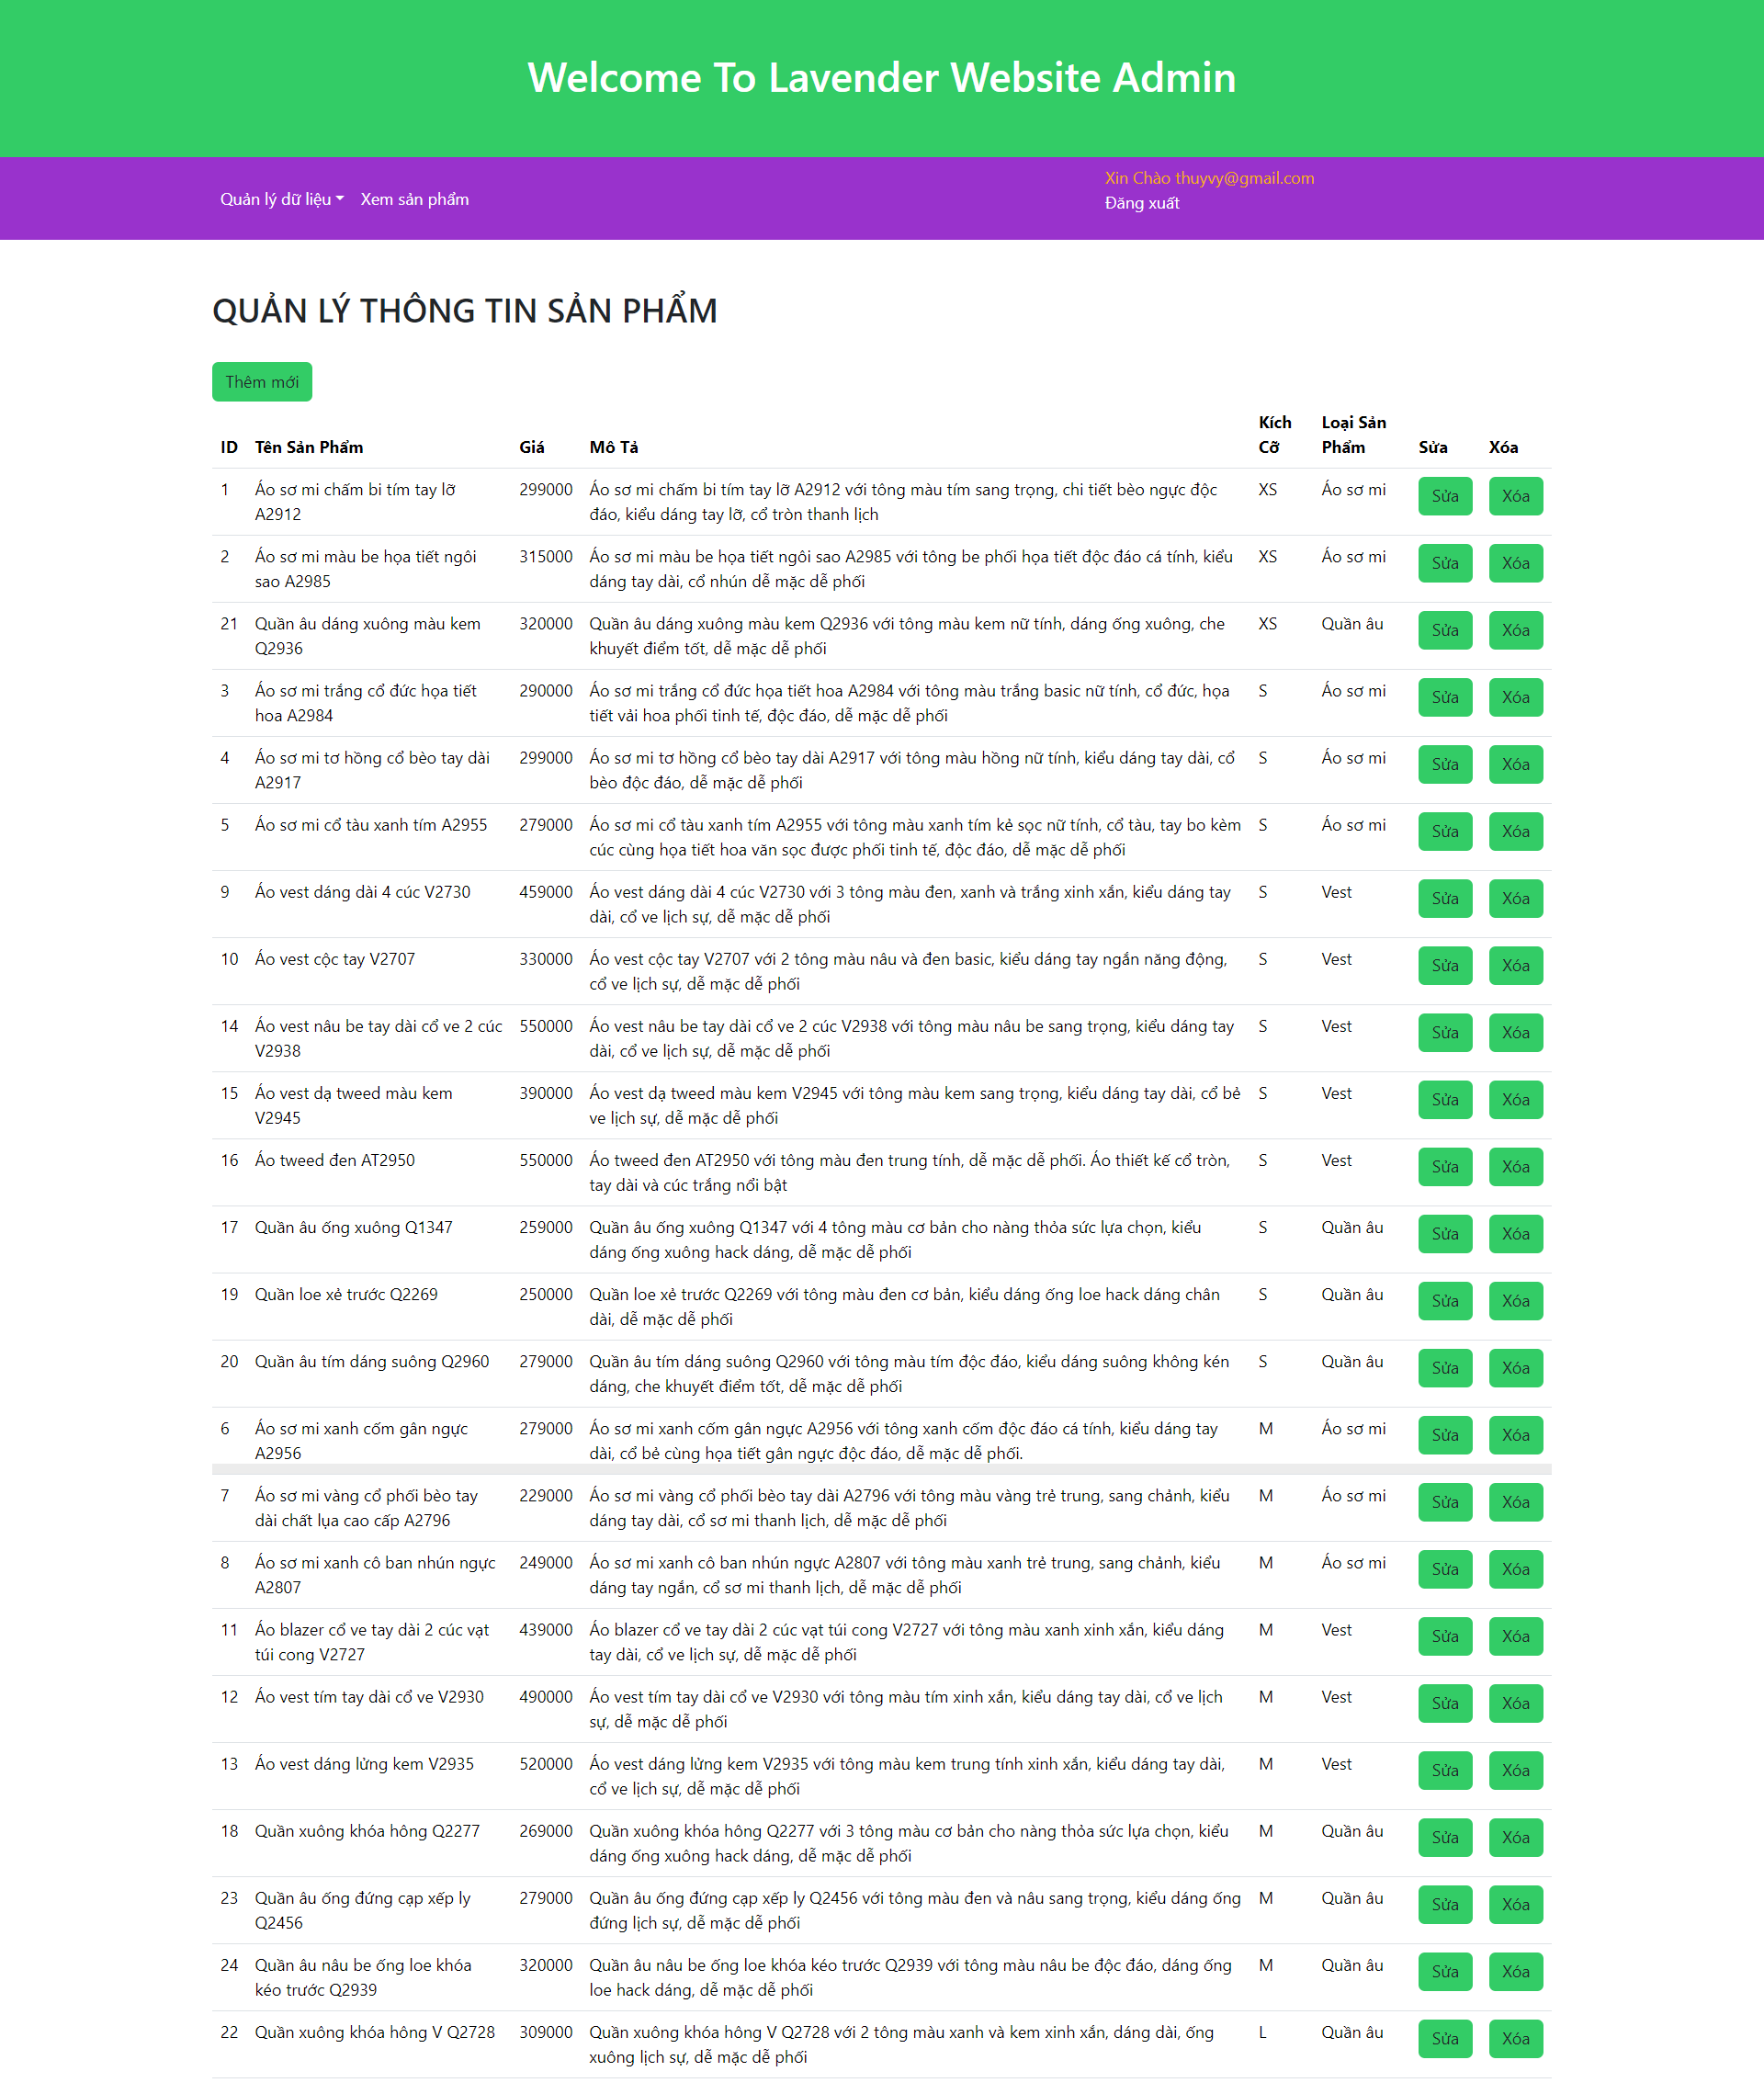 Welcome To Lavender Website Admin
Quản lý dữ liệu Xem sản phẩm
Xin Chào thuyvy@gmail.com
Đăng xuất
QUẢN LÝ THÔNG TIN SẢN PHẨM
Thêm mới
ID Tên Sản Phẩm Giá Mô Tả Kích Cỡ Loại Sản Phẩm Sửa Xóa
1 Áo sơ mi chấm bi tím tay lỡ 299000 Áo sơ mi chấm bi tím tay lỡ A2912 với tông màu tím sang trọng, chi tiết bèo ngực độc XS Áo sơ mi Sửa Xóa
A2912 đáo, kiểu dáng tay lỡ, cổ tròn thanh lịch
2 Áo sơ mi màu be họa tiết ngôi 315000 Áo sơ mi màu be họa tiết ngôi sao A2985 với tông be phối họa tiết độc đáo cá tính, kiểu XS Áo sơ mi Sửa Xóa
sao A2985 dáng tay dài, cổ nhún dễ mặc dễ phối
21 Quần âu dáng xuông màu kem 320000 Quần âu dáng xuông màu kem Q2936 với tông màu kem nữ tính, dáng ống xuông, che XS Quần âu Sửa Xóa
Q2936 khuyết điểm tốt, dễ mặc dễ phối
3 Áo sơ mi trắng cổ đức họa tiết 290000 Áo sơ mi trắng cổ đức họa tiết hoa A2984 với tông màu trắng basic nữ tính, cổ đức, họa S Áo sơ mi Sửa Xóa
hoa A2984 tiết vải hoa phối tinh tế, độc đáo, dễ mặc dễ phối
4 Áo sơ mi tơ hồng cổ bèo tay dài 299000 Áo sơ mi tơ hồng cổ bèo tay dài A2917 với tông màu hồng nữ tính, kiểu dáng tay dài, cổ S Áo sơ mi Sửa Xóa
A2917 bèo độc đáo, dễ mặc dễ phối
5 Áo sơ mi cổ tàu xanh tím A2955 279000 Áo sơ mi cổ tàu xanh tím A2955 với tông màu xanh tím kẻ sọc nữ tính, cổ tàu, tay bo kèm S Áo sơ mi Sửa Xóa
cúc cùng họa tiết hoa văn sọc được phối tinh tế, độc đáo, dễ mặc dễ phối
9 Áo vest dáng dài 4 cúc V2730 459000 Áo vest dáng dài 4 cúc V2730 với 3 tông màu đen, xanh và trắng xinh xắn, kiểu dáng tay S Vest Sửa Xóa
dài, cổ ve lịch sự, dễ mặc dễ phối
10 Áo vest cộc tay V2707 330000 Áo vest cộc tay V2707 với 2 tông màu nâu và đen basic, kiểu dáng tay ngắn năng động, S Vest Sửa Xóa
cổ ve lịch sự, dễ mặc dễ phối
14 Áo vest nâu be tay dài cổ ve 2 cúc 550000 Áo vest nâu be tay dài cổ ve 2 cúc V2938 với tông màu nâu be sang trọng, kiểu dáng tay S Vest Sửa Xóa
V2938 dài, cổ ve lịch sự, dễ mặc dễ phối
15 Áo vest dạ tweed màu kem 390000 Áo vest dạ tweed màu kem V2945 với tông màu kem sang trọng, kiểu dáng tay dài, cổ bẻ S Vest Sửa Xóa
V2945 ve lịch sự, dễ mặc dễ phối
16 Áo tweed đen AT2950 550000 Áo tweed đen AT2950 với tông màu đen trung tính, dễ mặc dễ phối. Áo thiết kế cổ tròn, S Vest Sửa Xóa
tay dài và cúc trắng nổi bật
17 Quần âu ống xuông Q1347 259000 Quần âu ống xuông Q1347 với 4 tông màu cơ bản cho nàng thỏa sức lựa chọn, kiểu S Quần âu Sửa Xóa
dáng ống xuông hack dáng, dễ mặc dễ phối
19 Quần loe xẻ trước Q2269 250000 Quần loe xẻ trước Q2269 với tông màu đen cơ bản, kiểu dáng ống loe hack dáng chân S Quần âu Sửa Xóa
dài, dễ mặc dễ phối
20 Quần âu tím dáng suông Q2960 279000 Quần âu tím dáng suông Q2960 với tông màu tím độc đáo, kiểu dáng suông không kén S Quần âu Sửa Xóa
dáng, che khuyết điểm tốt, dễ mặc dễ phối
6 Áo sơ mi xanh cốm gân ngực 279000 Áo sơ mi xanh cốm gân ngực A2956 với tông xanh cốm độc đáo cá tính, kiểu dáng tay M Áo sơ mi Sửa Xóa
A2956 dài, cổ bẻ cùng họa tiết gân ngực độc đáo, dễ mặc dễ phối.
7 Áo sơ mi vàng cổ phối bèo tay 229000 Áo sơ mi vàng cổ phối bèo tay dài A2796 với tông màu vàng trẻ trung, sang chảnh, kiểu M Áo sơ mi Sửa Xóa
dài chất lụa cao cấp A2796 dáng tay dài, cổ sơ mi thanh lịch, dễ mặc dễ phối
8 Áo sơ mi xanh cô ban nhún ngực 249000 Áo sơ mi xanh cô ban nhún ngực A2807 với tông màu xanh trẻ trung, sang chảnh, kiểu M Áo sơ mi Sửa Xóa
A2807 dáng tay ngắn, cổ sơ mi thanh lịch, dễ mặc dễ phối
11 Áo blazer cổ ve tay dài 2 cúc vạt 439000 Áo blazer cổ ve tay dài 2 cúc vạt túi cong V2727 với tông màu xanh xinh xắn, kiểu dáng M Vest Sửa Xóa
túi cong V2727 tay dài, cổ ve lịch sự, dễ mặc dễ phối
12 Áo vest tím tay dài cổ ve V2930 490000 Áo vest tím tay dài cổ ve V2930 với tông màu tím xinh xắn, kiểu dáng tay dài, cổ ve lịch M Vest Sửa Xóa
sự, dễ mặc dễ phối
13 Áo vest dáng lửng kem V2935 520000 Áo vest dáng lửng kem V2935 với tông màu kem trung tính xinh xắn, kiểu dáng tay dài, M Vest Sửa Xóa
cổ ve lịch sự, dễ mặc dễ phối
18 Quần xuông khóa hông Q2277 269000 Quần xuông khóa hông Q2277 với 3 tông màu cơ bản cho nàng thỏa sức lựa chọn, kiểu M Quần âu Sửa Xóa
dáng ống xuông hack dáng, dễ mặc dễ phối
23 Quần âu ống đứng cạp xếp ly 279000 Quần âu ống đứng cạp xếp ly Q2456 với tông màu đen và nâu sang trọng, kiểu dáng ống M Quần âu Sửa Xóa
Q2456 đứng lịch sự, dễ mặc dễ phối
24 Quần âu nâu be ống loe khóa 320000 Quần âu nâu be ống loe khóa kéo trước Q2939 với tông màu nâu be độc đáo, dáng ống M Quần âu Sửa Xóa
kéo trước Q2939 loe hack dáng, dễ mặc dễ phối
22 Quần xuông khóa hông V Q2728 309000 Quần xuông khóa hông V Q2728 với 2 tông màu xanh và kem xinh xắn, dáng dài, ống L Quần âu Sửa Xóa
xuông lịch sự, dễ mặc dễ phối